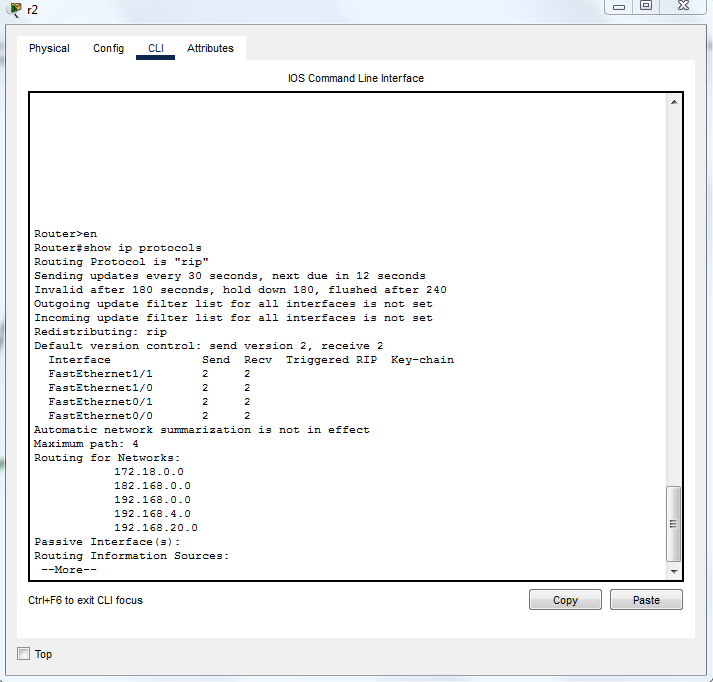 r2
Physical Config CLI Attributes
IOS Command Line Interface
Router>en
Router#show ip protocols
Routing Protocol is "rip"
Sending updates every 30 seconds, next due in 12 seconds
Invalid after 180 seconds, hold down 180, flushed after 240
Outgoing update filter list for all interfaces is not set
Incoming update filter list for all interfaces is not set
Redistributing: rip
Default version control: send version 2, receive 2
Interface Send Recv Triggered RIP Key-chain
FastEthernet1/1 2 2
FastEthernet1/0 2 2
FastEthernet0/1 2 2
FastEthernet0/0 2 2
Automatic network summarization is not in effect
Maximum path: 4
Routing for Networks:
172.18.0.0
182.168.0.0
192.168.0.0
192.168.4.0
192.168.20.0
Passive Interface(s):
Routing Information Sources:
--More--
Ctrl+F6 to exit CLI focus
Copy Paste
Top